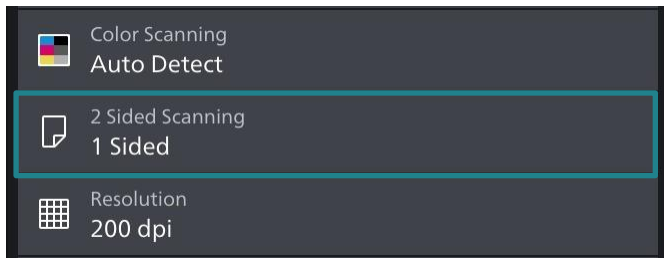 Color Scanning
Auto Detect
2 Sided Scanning
1 Sided
Resolution
200 dpi